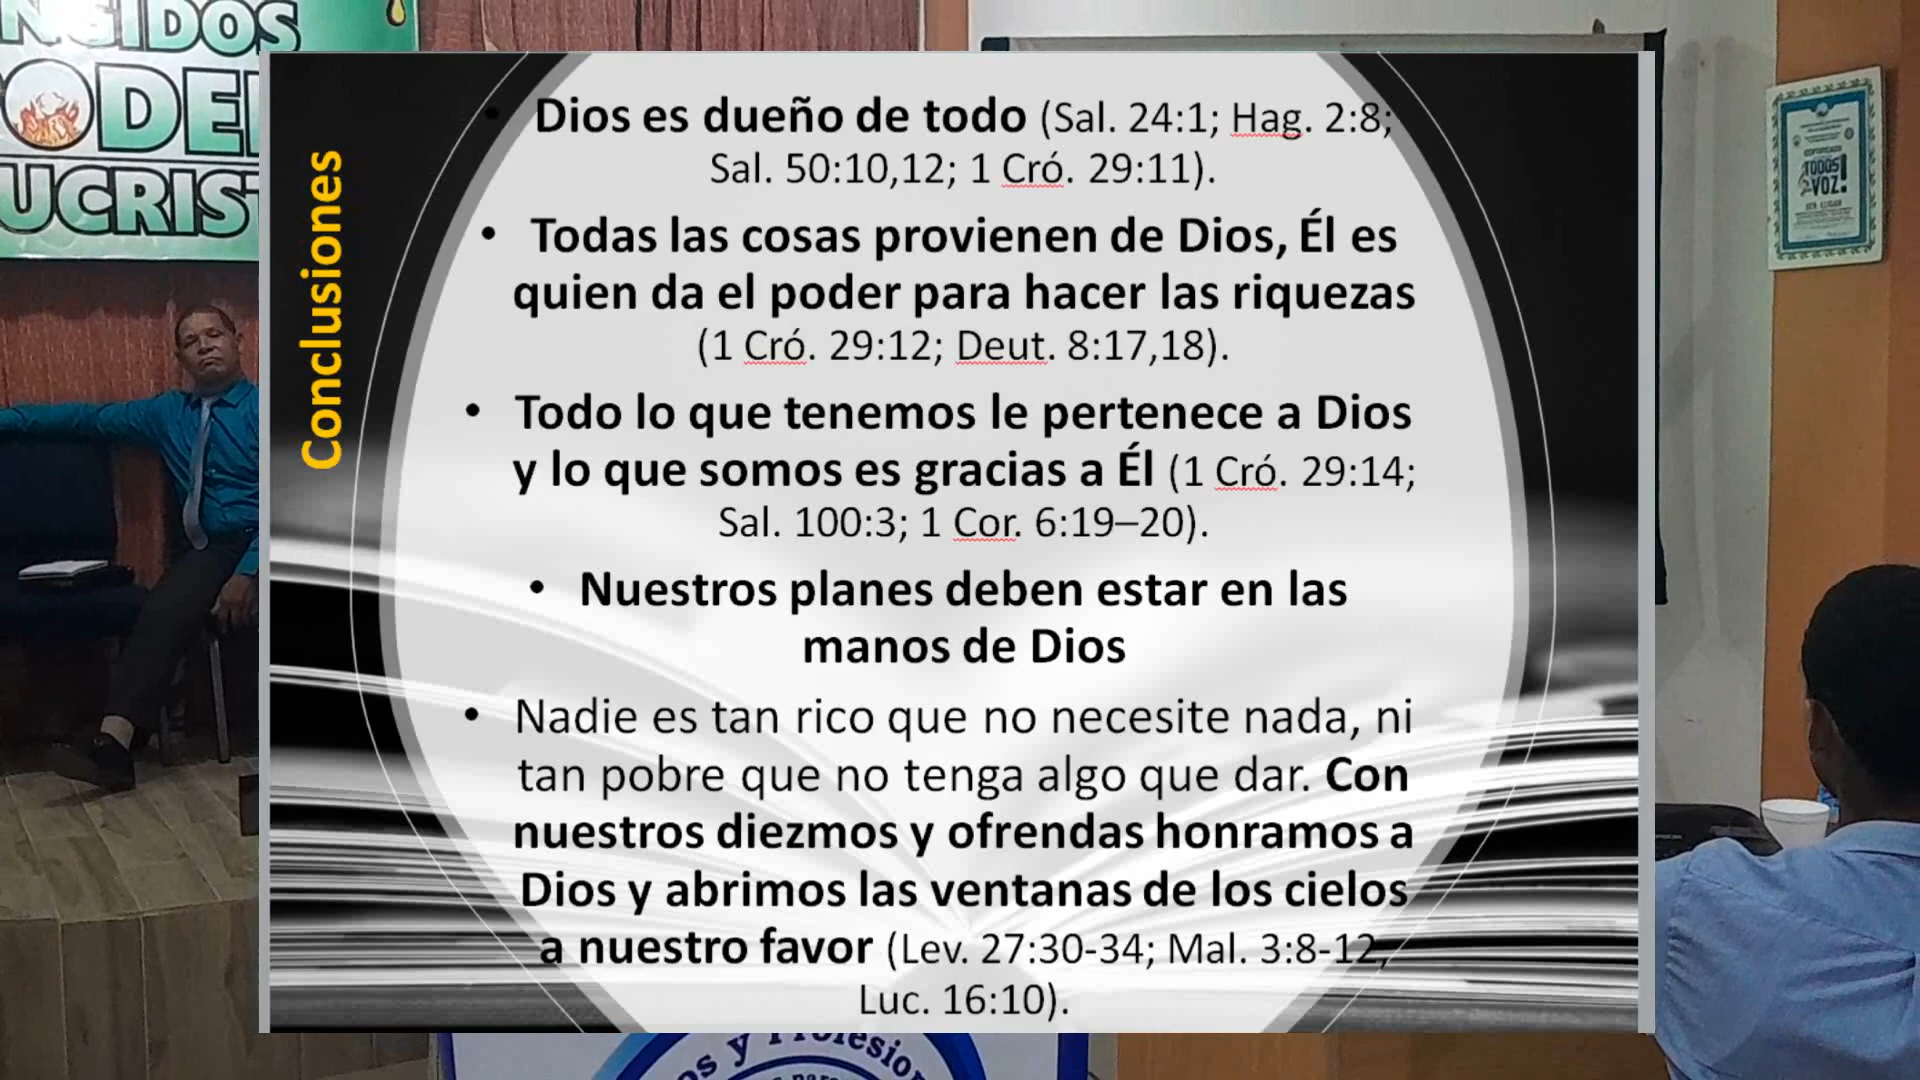 NGIDOS
ODE
UCRIS
Conclusiones
• Dios es dueño de todo (Sal. 24:1; Hag. 2:8;
Sal. 50:10,12; 1 Cró. 29:11).
• Todas las cosas provienen de Dios, Él es
quien da el poder para hacer las riquezas
(1 Cró. 29:12; Deut. 8:17,18).
• Todo lo que tenemos le pertenece a Dios
y lo que somos es gracias a Él (1 Cró. 29:14;
Sal. 100:3; 1 Cor. 6:19–20).
• Nuestros planes deben estar en las
manos de Dios
• Nadie es tan rico que no necesite nada, ni
tan pobre que no tenga algo que dar. Con
nuestros diezmos y ofrendas honramos a
Dios y abrimos las ventanas de los cielos
a nuestro favor (Lev. 27:30-34; Mal. 3:8-12,
Luc. 16:10).
TODOS
VOZ!
os y Profesio